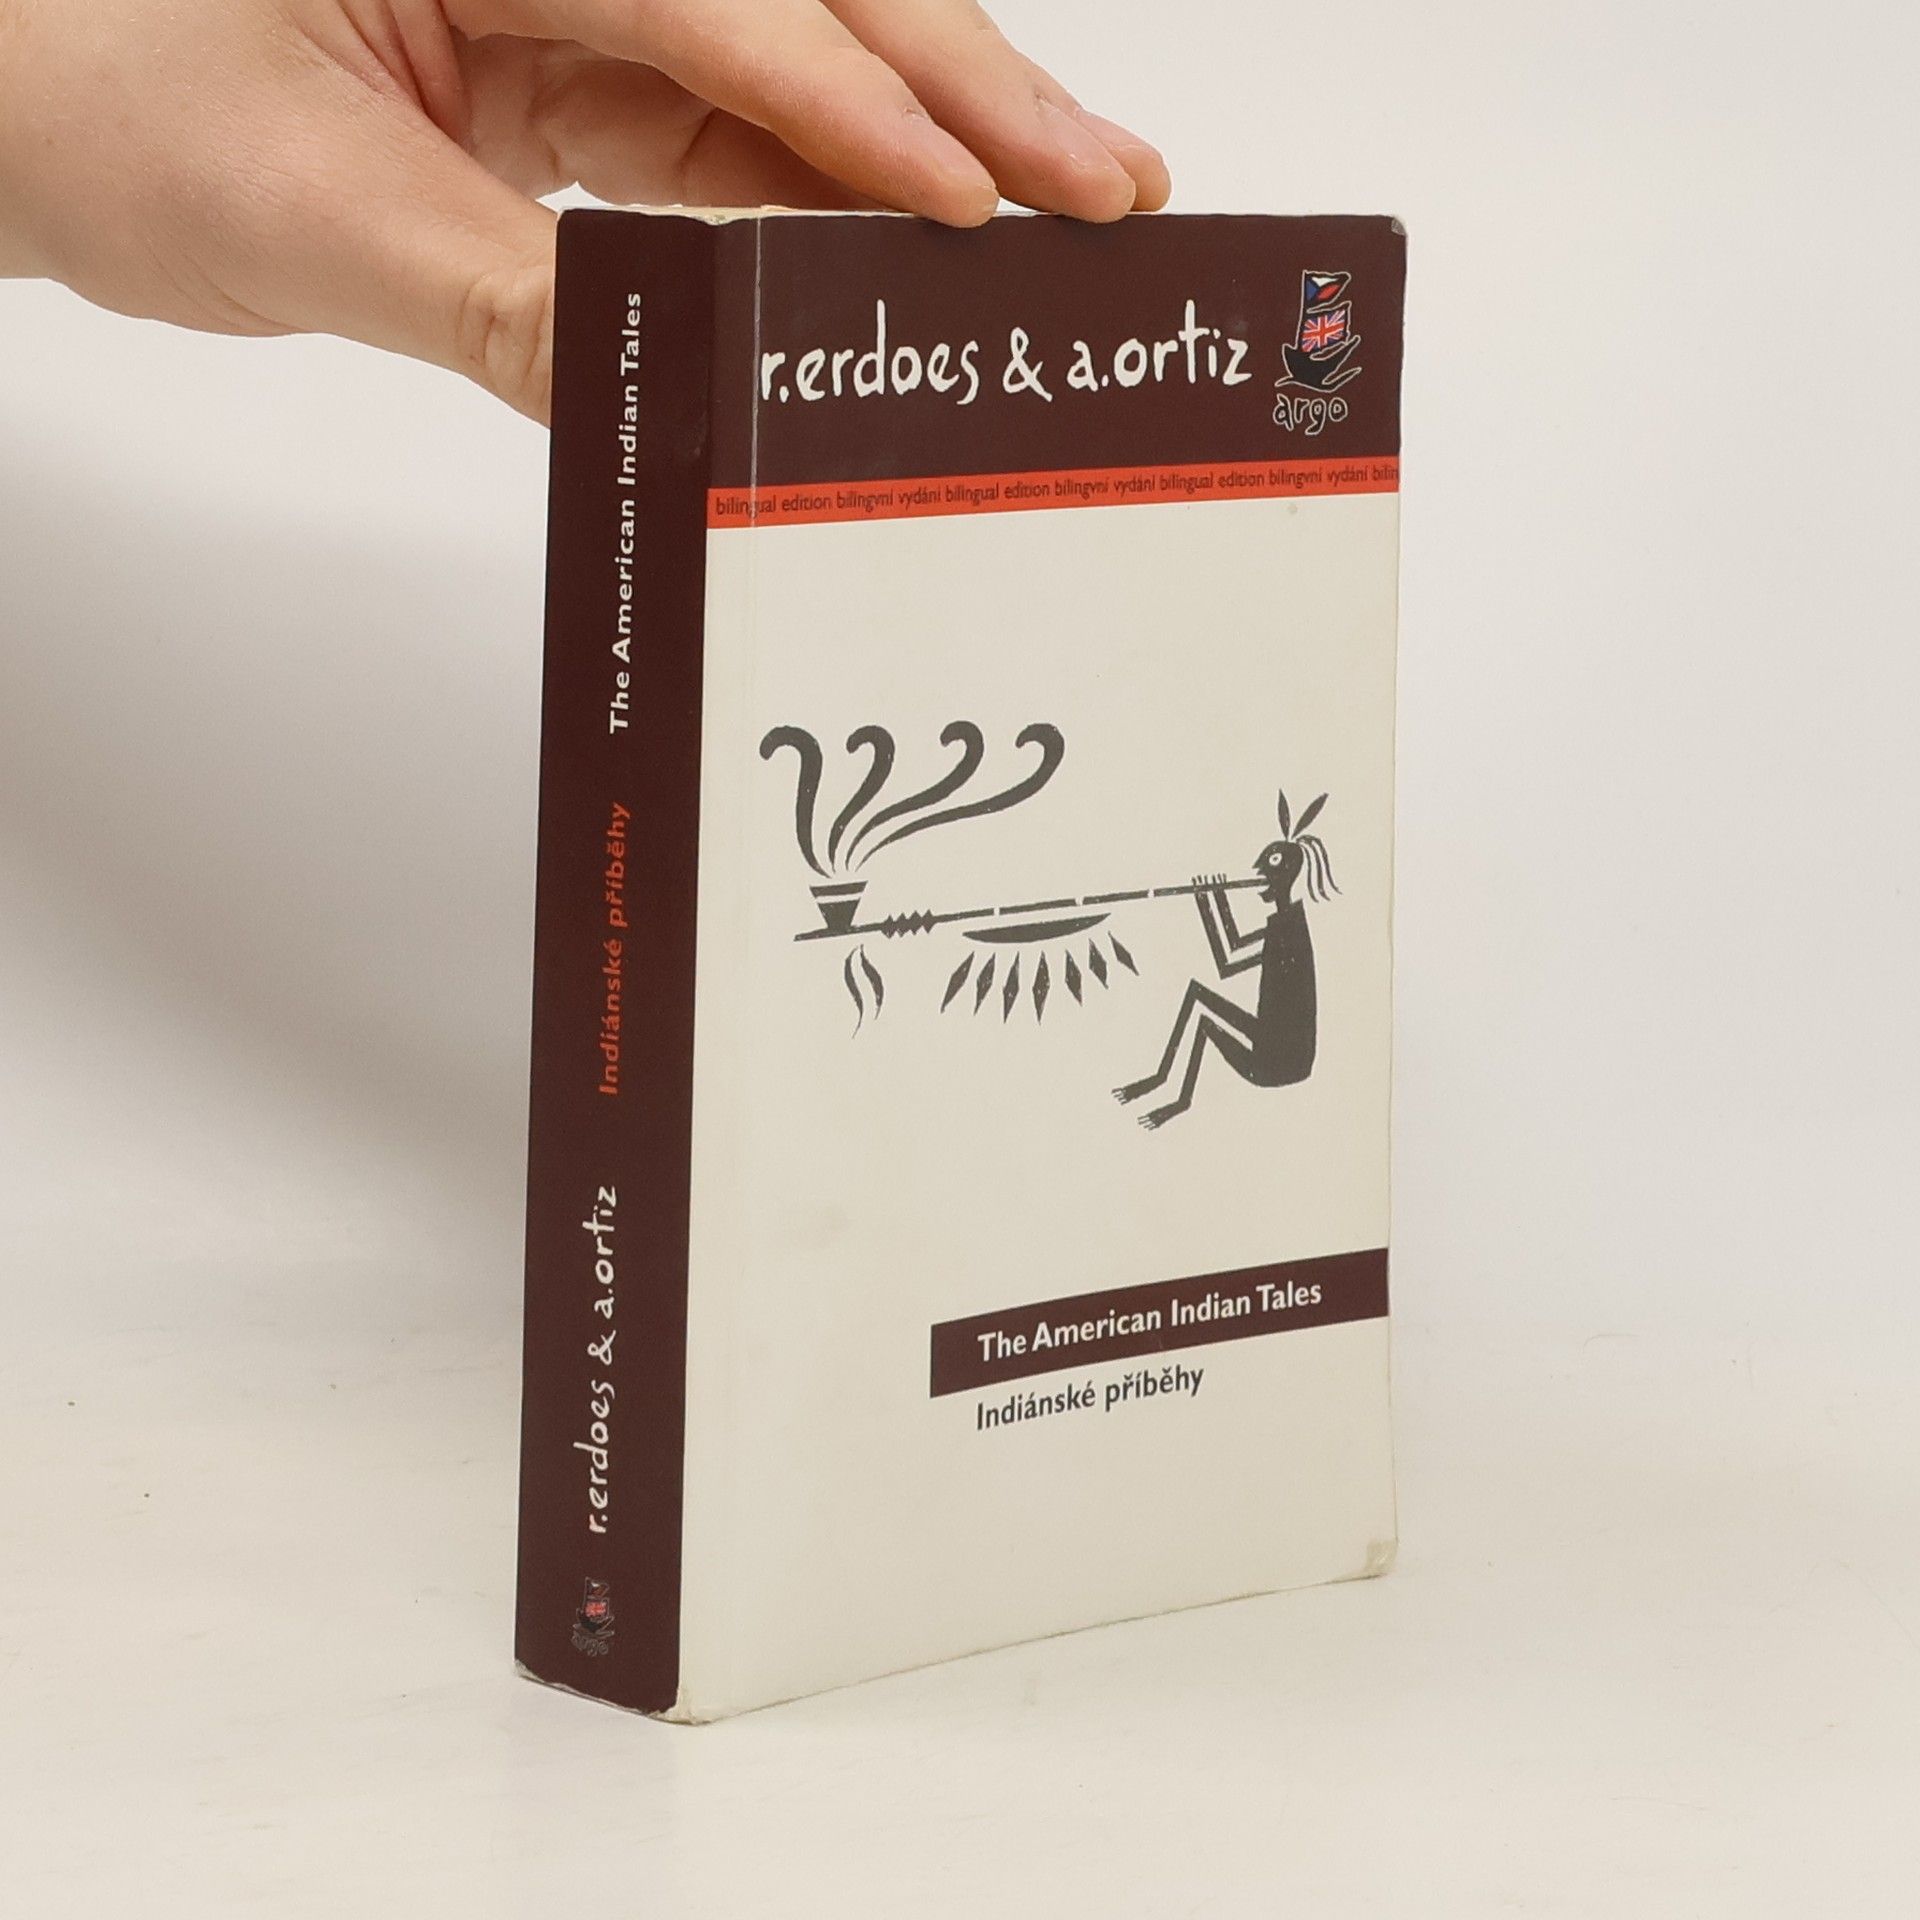 r.erdoes & a.ortiz
argo
bilingual edition bilingvní vydání bilingual edition bilingvní vydání bilingual edition bilingvní vydání bilin
The American Indian Tales
Indiánské příběhy
r.erdoes & a.ortiz Indiánské příběhy The American Indian Tales
argo